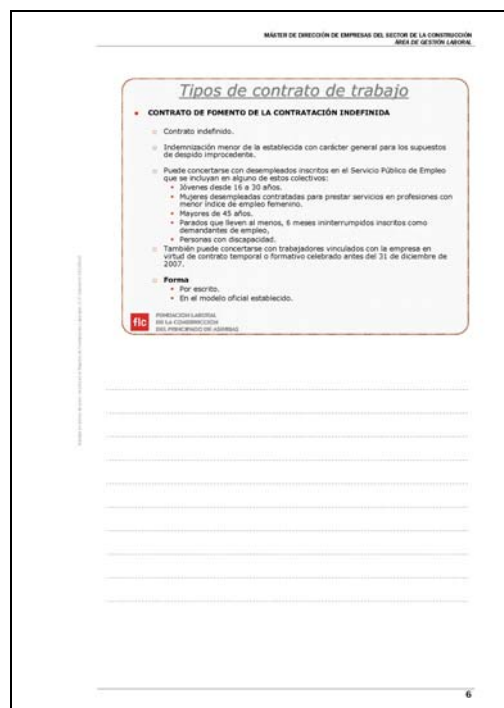 MÁSTER DE DIRECCIÓN DE EMPRESAS DEL SECTOR DE LA CONSTRUCCIÓN
ÁREA DE GESTIÓN LABORAL
Tipos de contrato de trabajo
CONTRATO DE FOMENTO DE LA CONTRATACIÓN INDEFINIDA
Contrato indefinido.
Indemnización menor de la establecida con carácter general para los supuestos
de despido improcedente.
Puede concertarse con desempleados inscritos en el Servicio Público de Empleo
que se incluyan en alguno de estos colectivos:
Jóvenes desde 16 a 30 años.
Mujeres desempleadas contratadas para prestar servicios en profesiones con
menor índice de empleo femenino.
Mayores de 45 años.
Parados que lleven al menos, 6 meses ininterrumpidos inscritos como
demandantes de empleo,
Personas con discapacidad.
También puede concertarse con trabajadores vinculados con la empresa en
virtud de contrato temporal o formativo celebrado antes del 31 de diciembre de
2007.
Forma
Por escrito.
En el modelo oficial establecido.
flc
FUNDACIÓN LABORAL
DE LA CONSTRUCCIÓN
DEL PRINCIPADO DE ASTURIAS
6